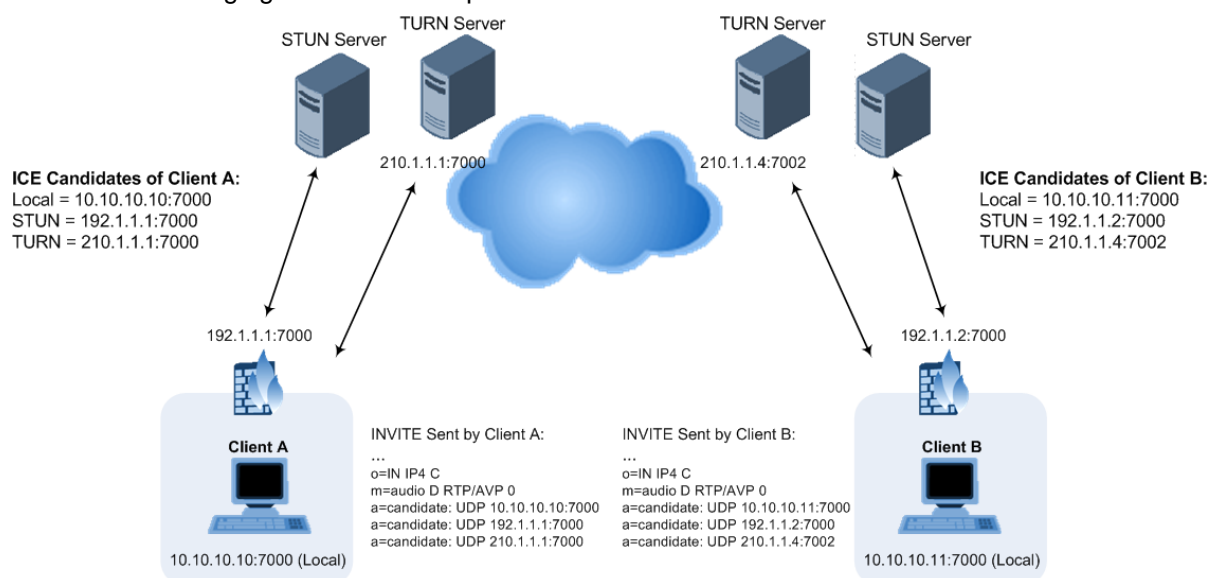 TURN Server
STUN Server
TURN Server
STUN Server
210.1.1.1:7000
210.1.1.4:7002
ICE Candidates of Client A:
Local = 10.10.10.10:7000
STUN = 192.1.1.1:7000
TURN = 210.1.1.1:7000
ICE Candidates of Client B:
Local = 10.10.10.11:7000
STUN = 192.1.1.2:7000
TURN = 210.1.1.4:7002
192.1.1.1:7000
192.1.1.2:7000
Client A
10.10.10.10:7000 (Local)
INVITE Sent by Client A:
...
o=IN IP4 C
m=audio D RTP/AVP 0
a=candidate: UDP 10.10.10.10:7000
a=candidate: UDP 192.1.1.1:7000
a=candidate: UDP 210.1.1.1:7000
INVITE Sent by Client B:
...
o=IN IP4 C
m=audio D RTP/AVP 0
a=candidate: UDP 10.10.10.11:7000
a=candidate: UDP 192.1.1.2:7000
a=candidate: UDP 210.1.1.4:7002
Client B
10.10.10.11:7000 (Local)